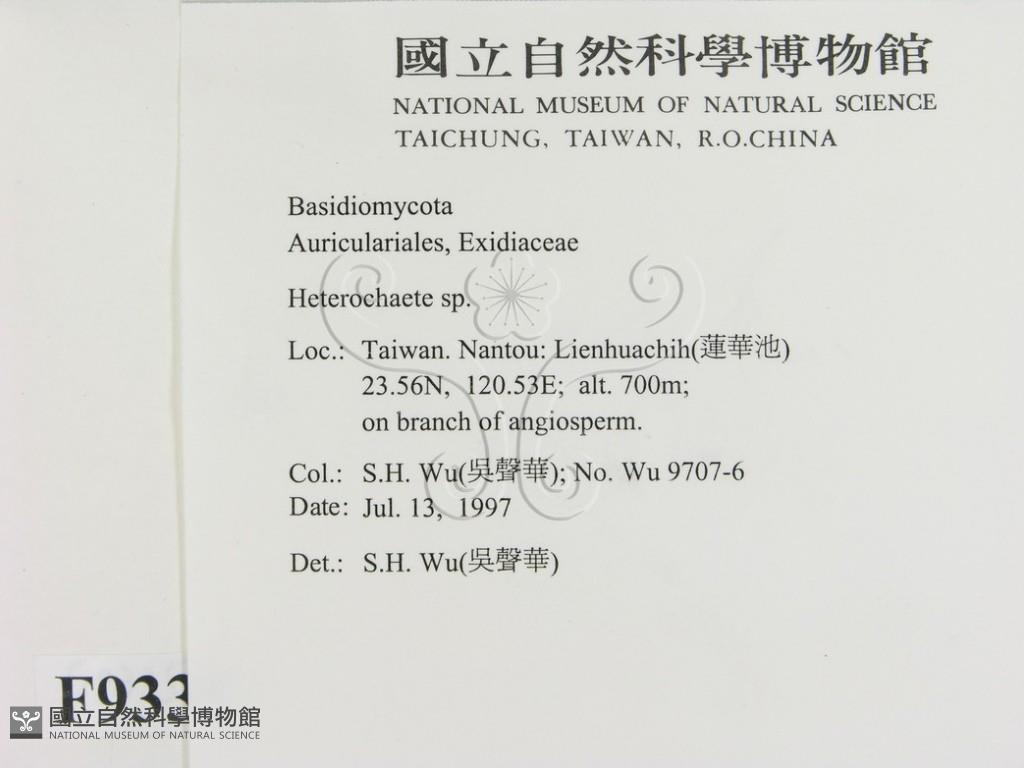 國立自然科學博物館
NATIONAL MUSEUM OF NATURAL SCIENCE
TAICHUNG, TAIWAN, R.O.CHINA
Basidiomycota
Auriculariales, Exidiaceae
Heterochaete sp.
Loc.: Taiwan. Nantou: Lienhuachih(蓮華池)
23.56N, 120.53E; alt. 700m;
on branch of angiosperm.
Col.: S.H. Wu(吳聲華); No. Wu 9707-6
Date: Jul. 13, 1997
Det.: S.H. Wu(吳聲華)
F933
國立自然科學博物館
NATIONAL MUSEUM OF NATURAL SCIENCE